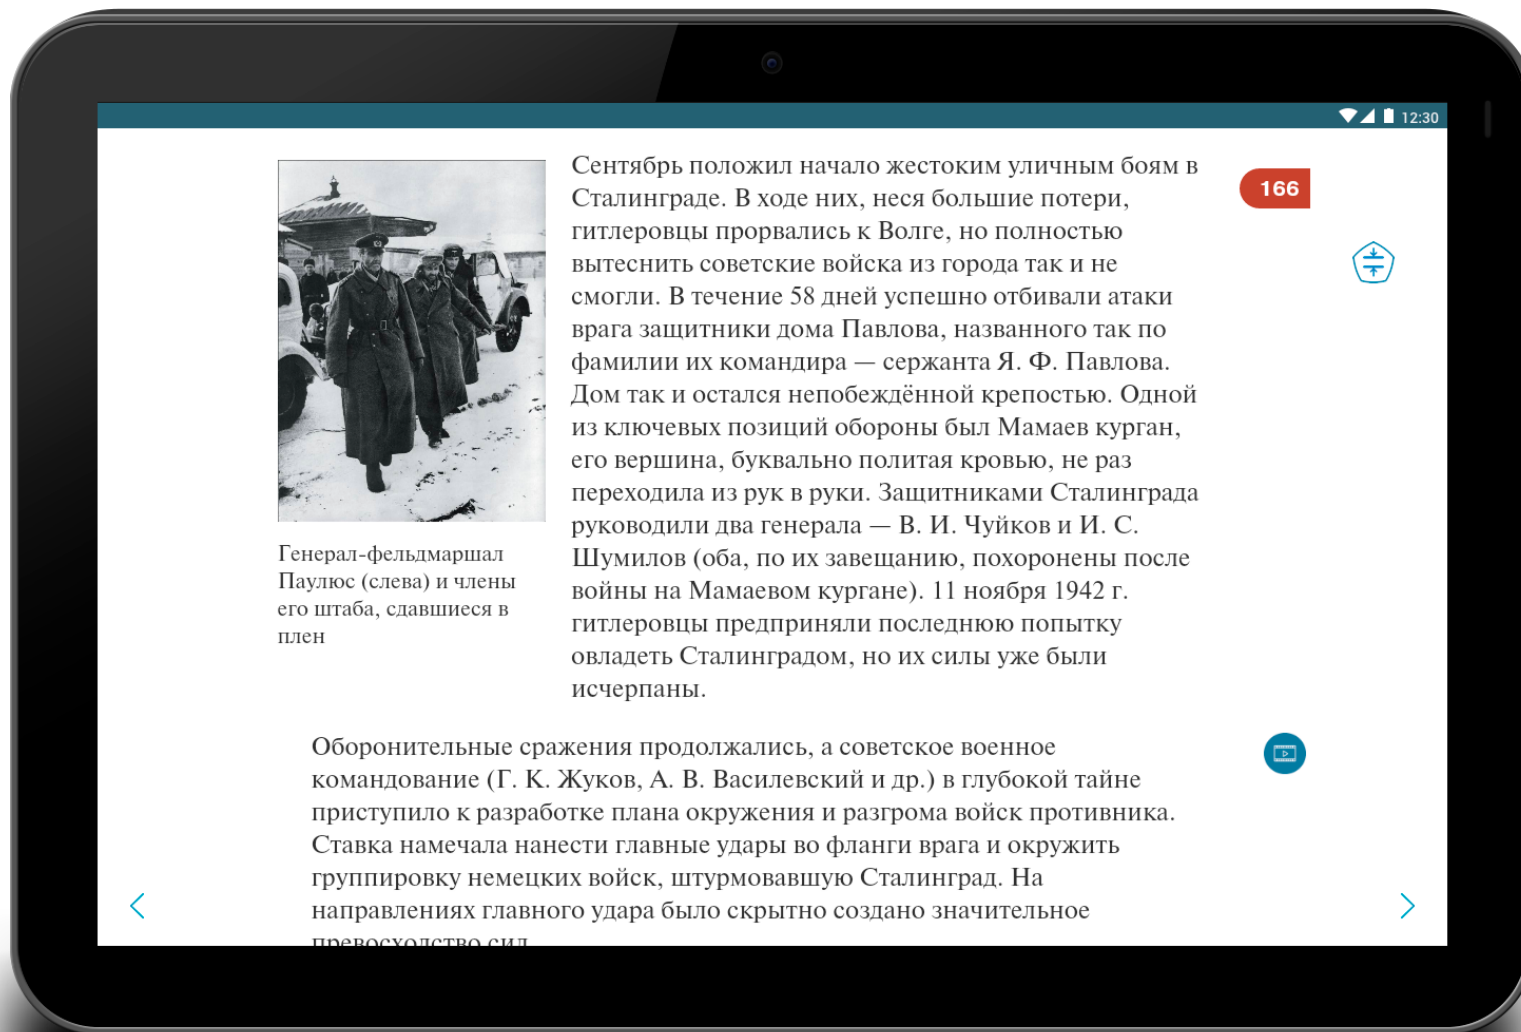 12:30
Сентябрь положил начало жестоким уличным боям в
Сталинграде. В ходе них, неся большие потери,
гитлеровцы прорвались к Волге, но полностью
вытеснить советские войска из города так и не
смогли. В течение 58 дней успешно отбивали атаки
врага защитники дома Павлова, названного так по
фамилии их командира — сержанта Я. Ф. Павлова.
Дом так и остался непобеждённой крепостью. Одной
из ключевых позиций обороны был Мамаев курган,
его вершина, буквально политая кровью, не раз
переходила из рук в руки. Защитниками Сталинграда
руководили два генерала — В. И. Чуйков и И. С.
Шумилов (оба, по их завещанию, похоронены после
войны на Мамаевом кургане). 11 ноября 1942 г.
гитлеровцы предприняли последнюю попытку
овладеть Сталинградом, но их силы уже были
исчерпаны.
166
Генерал-фельдмаршал
Паулюс (слева) и члены
его штаба, сдавшиеся в
плен
Оборонительные сражения продолжались, а советское военное
командование (Г. К. Жуков, А. В. Василевский и др.) в глубокой тайне
приступило к разработке плана окружения и разгрома войск противника.
Ставка намечала нанести главные удары во фланги врага и окружить
группировку немецких войск, штурмовавшую Сталинград. На
направлениях главного удара было скрытно создано значительное
превосходство сил